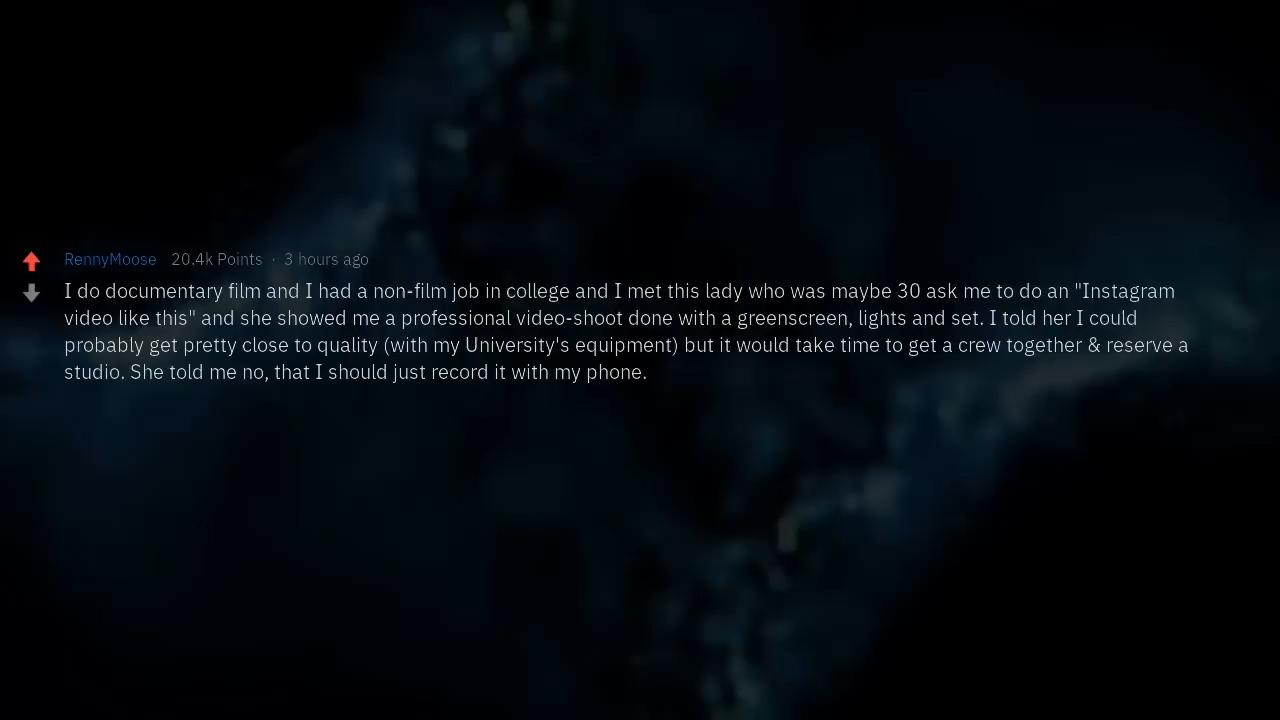 RennyMoose 20.4k Points · 3 hours ago
I do documentary film and I had a non-film job in college and I met this lady who was maybe 30 ask me to do an "Instagram
video like this" and she showed me a professional video-shoot done with a greenscreen, lights and set. I told her I could
probably get pretty close to quality (with my University's equipment) but it would take time to get a crew together & reserve a
studio. She told me no, that I should just record it with my phone.